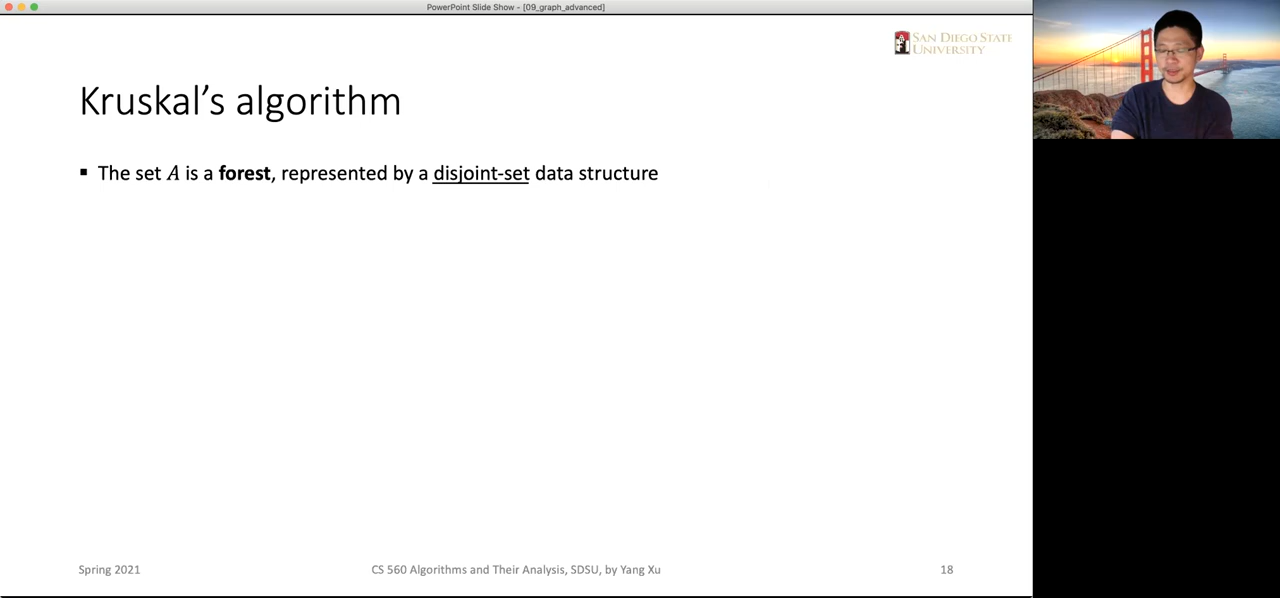 PowerPoint Slide Show - [09_graph_advanced]
SAN DIEGO STATE
UNIVERSITY
Kruskal's algorithm
▪ The set A is a forest, represented by a disjoint-set data structure
Spring 2021
CS 560 Algorithms and Their Analysis, SDSU, by Yang Xu
18